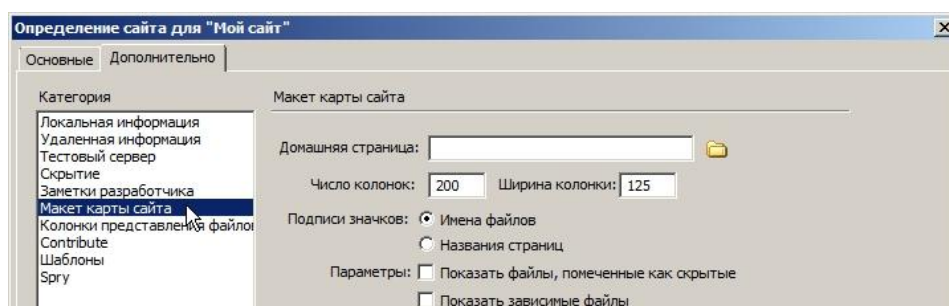 Определение сайта для "Мой сайт"
Основные Дополнительно
Категория
Локальная информация
Удаленная информация
Тестовый сервер
Скрытие
Заметки разработчика
Макет карты сайта
Колонки представления файлов
Contribute
Шаблоны
Spry
Макет карты сайта
Домашняя страница:
Число колонок: 200 Ширина колонки: 125
Подписи значков: Имена файлов
Названия страниц
Параметры: Показать файлы, помеченные как скрытые
Показать зависимые файлы